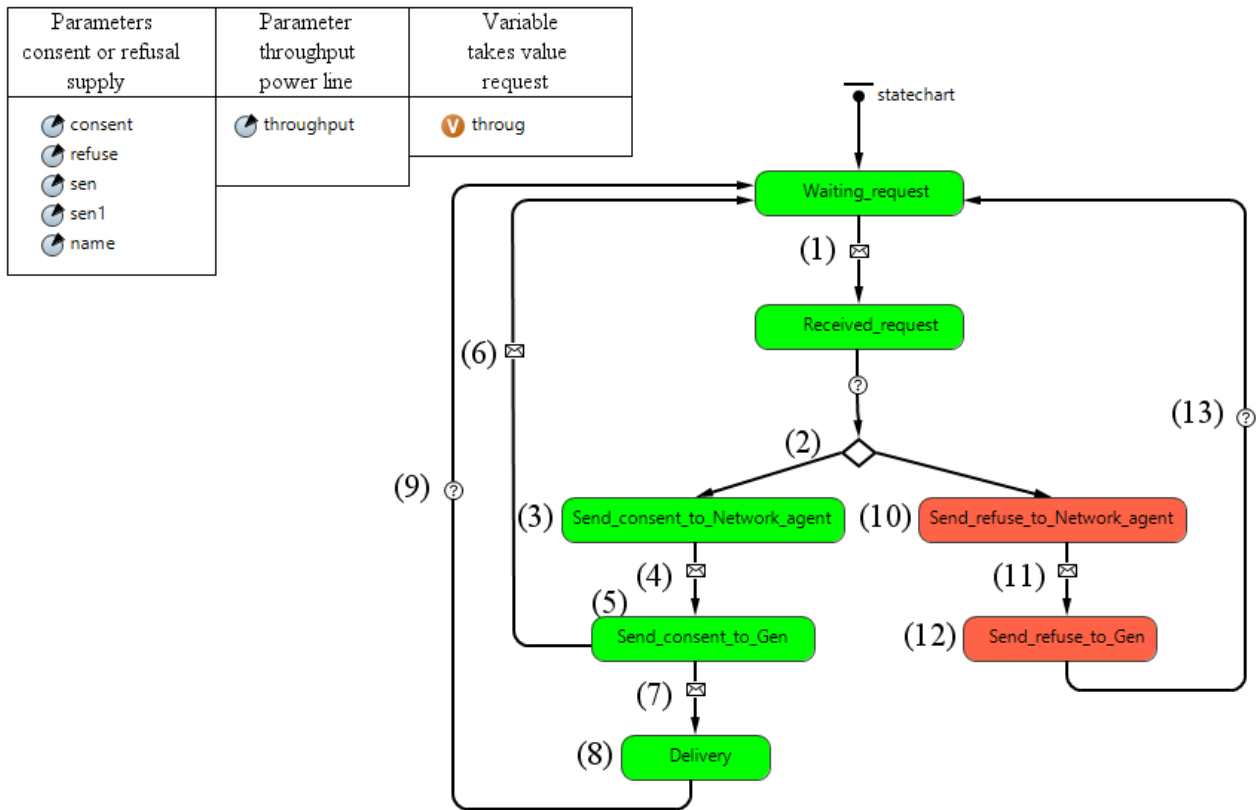 Parameters
consent or refusal
supply
Parameter
throughput
power line
Variable
takes value
request
consent
refuse
sen
sen1
name
throughput
V throug
statechart
Waiting_request
(1)
Received_request
(6)
?
(13) ?
(2)
(9) ?
(3) Send_consent_to_Network_agent
(10) Send_refuse_to_Network_agent
(4)
(11)
(5)
Send_consent_to_Gen
(12) Send_refuse_to_Gen
(7)
(8) Delivery